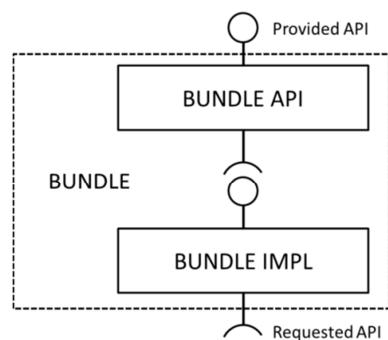 Provided API
BUNDLE API
BUNDLE
BUNDLE IMPL
Requested API